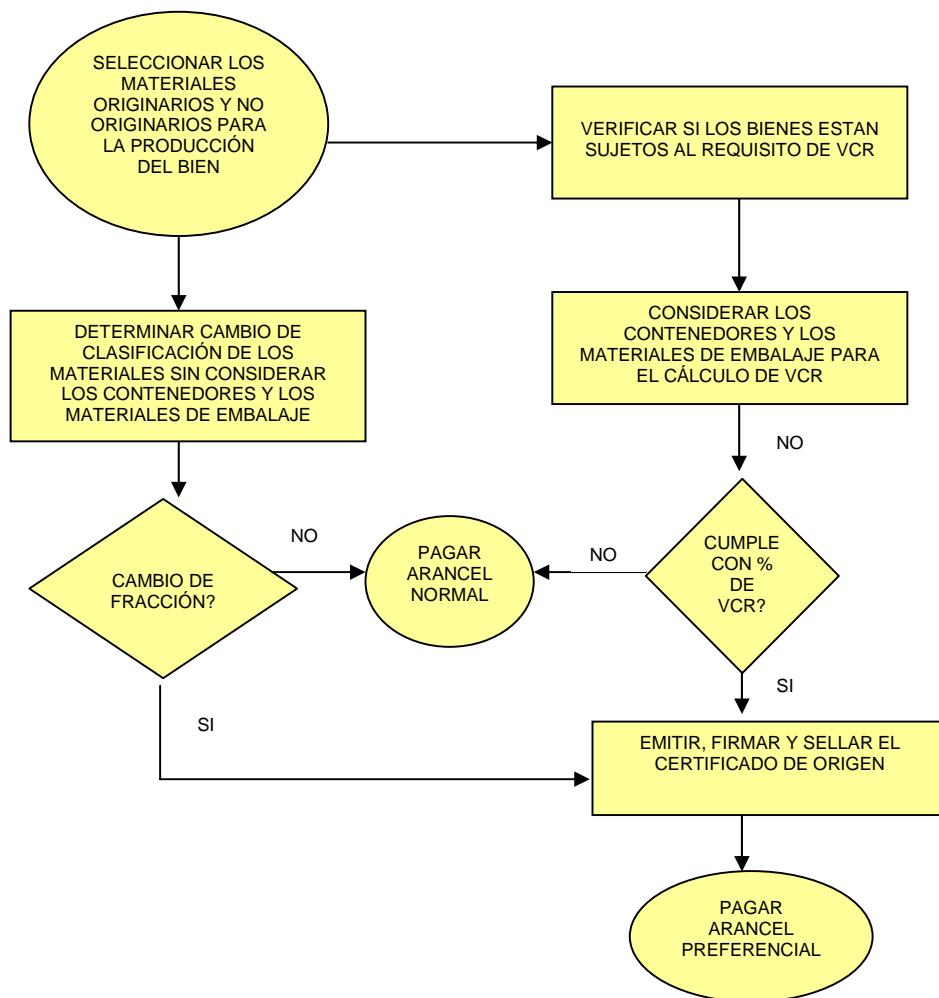 SELECCIONAR LOS
MATERIALES
ORIGINARIOS Y NO
ORIGINARIOS PARA
LA PRODUCCIÓN
DEL BIEN
VERIFICAR SI LOS BIENES ESTAN
SUJETOS AL REQUISITO DE VCR
DETERMINAR CAMBIO DE
CLASIFICACIÓN DE LOS
MATERIALES SIN CONSIDERAR
LOS CONTENEDORES Y LOS
MATERIALES DE EMBALAJE
CONSIDERAR LOS
CONTENEDORES Y LOS
MATERIALES DE EMBALAJE PARA
EL CÁLCULO DE VCR
NO
CAMBIO DE
FRACCIÓN?
NO
PAGAR
ARANCEL
NORMAL
NO
CUMPLE
CON %
DE
VCR?
SI
SI
EMITIR, FIRMAR Y SELLAR EL
CERTIFICADO DE ORIGEN
PAGAR
ARANCEL
PREFERENCIAL